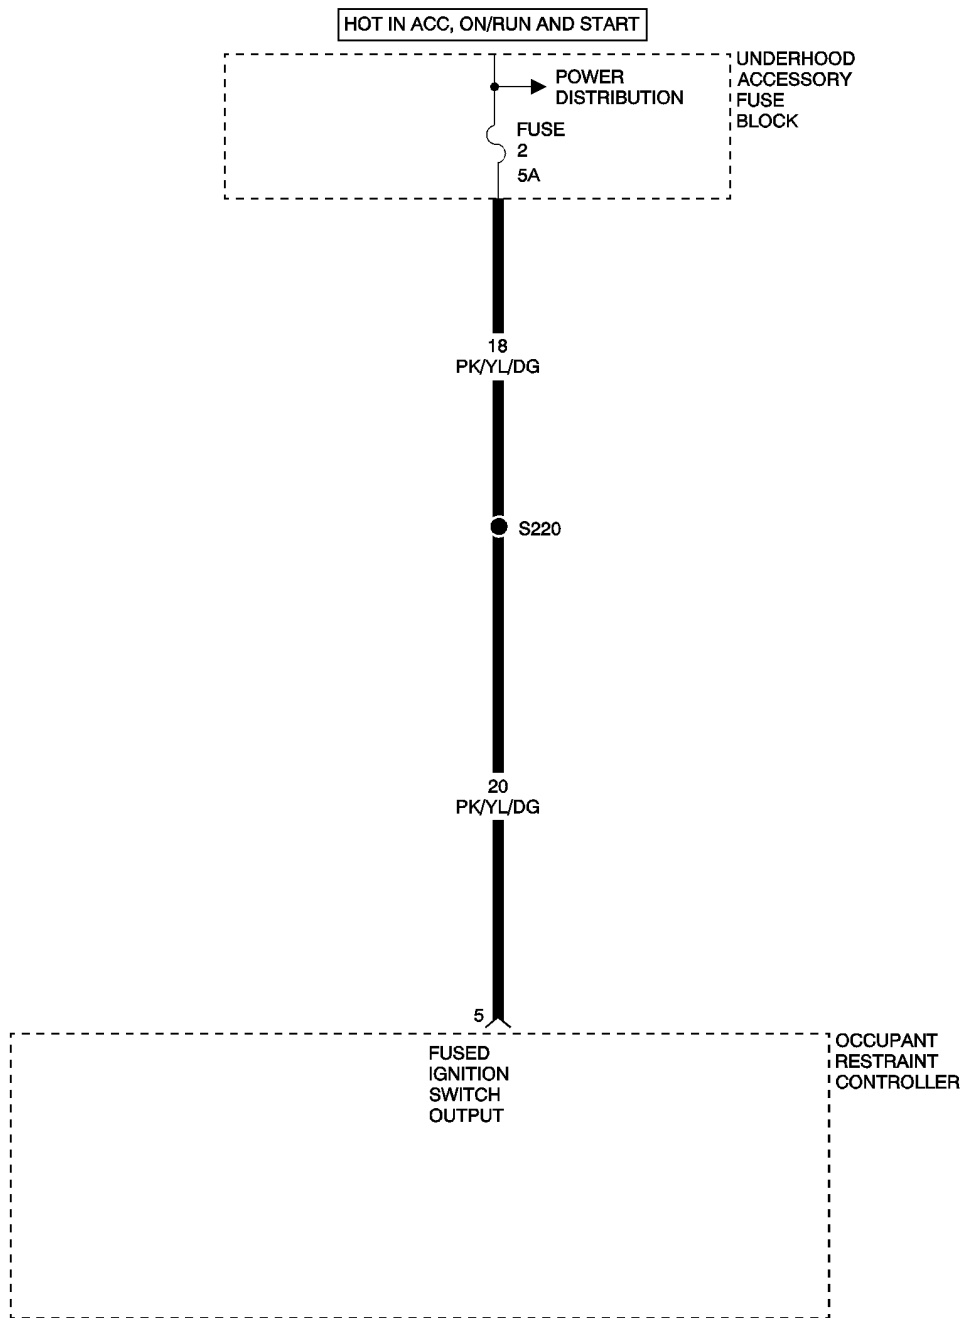 HOT IN ACC, ON/RUN AND START
UNDERHOOD
ACCESSORY
FUSE
BLOCK
POWER
DISTRIBUTION
FUSE
2
5A
18
PK/YL/DG
S220
20
PK/YL/DG
5
FUSED
IGNITION
SWITCH
OUTPUT
OCCUPANT
RESTRAINT
CONTROLLER